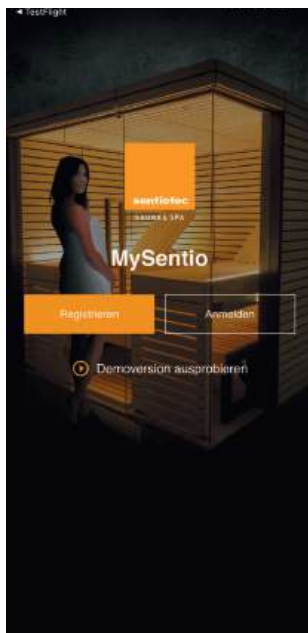 ◄ TestFlight
sentiotec
SAUNA & SPA
MySentio
Registrieren
Anmelden
Demoversion ausprobieren